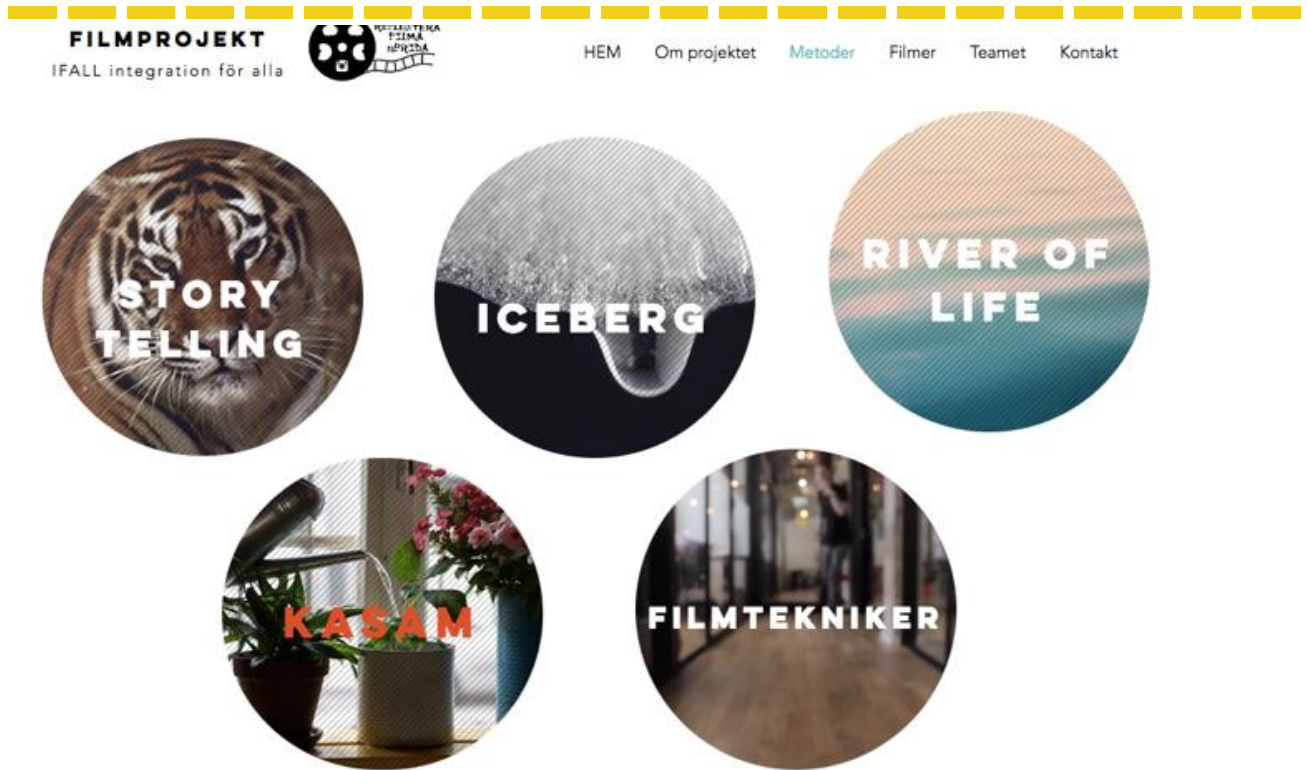 FILMPROJEKT
IFALL integration för alla
FILMA
HEM Om projektet Metoder Filmer Teamet Kontakt
STORY
TELLING
ICEBERG
RIVER OF
LIFE
KASAM
FILMTEKNIKER